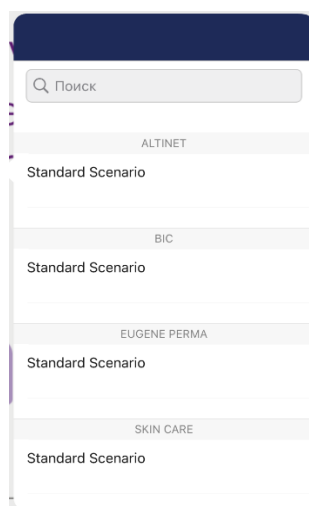 Поиск
ALTINET
Standard Scenario
BIC
Standard Scenario
EUGENE PERMA
Standard Scenario
SKIN CARE
Standard Scenario